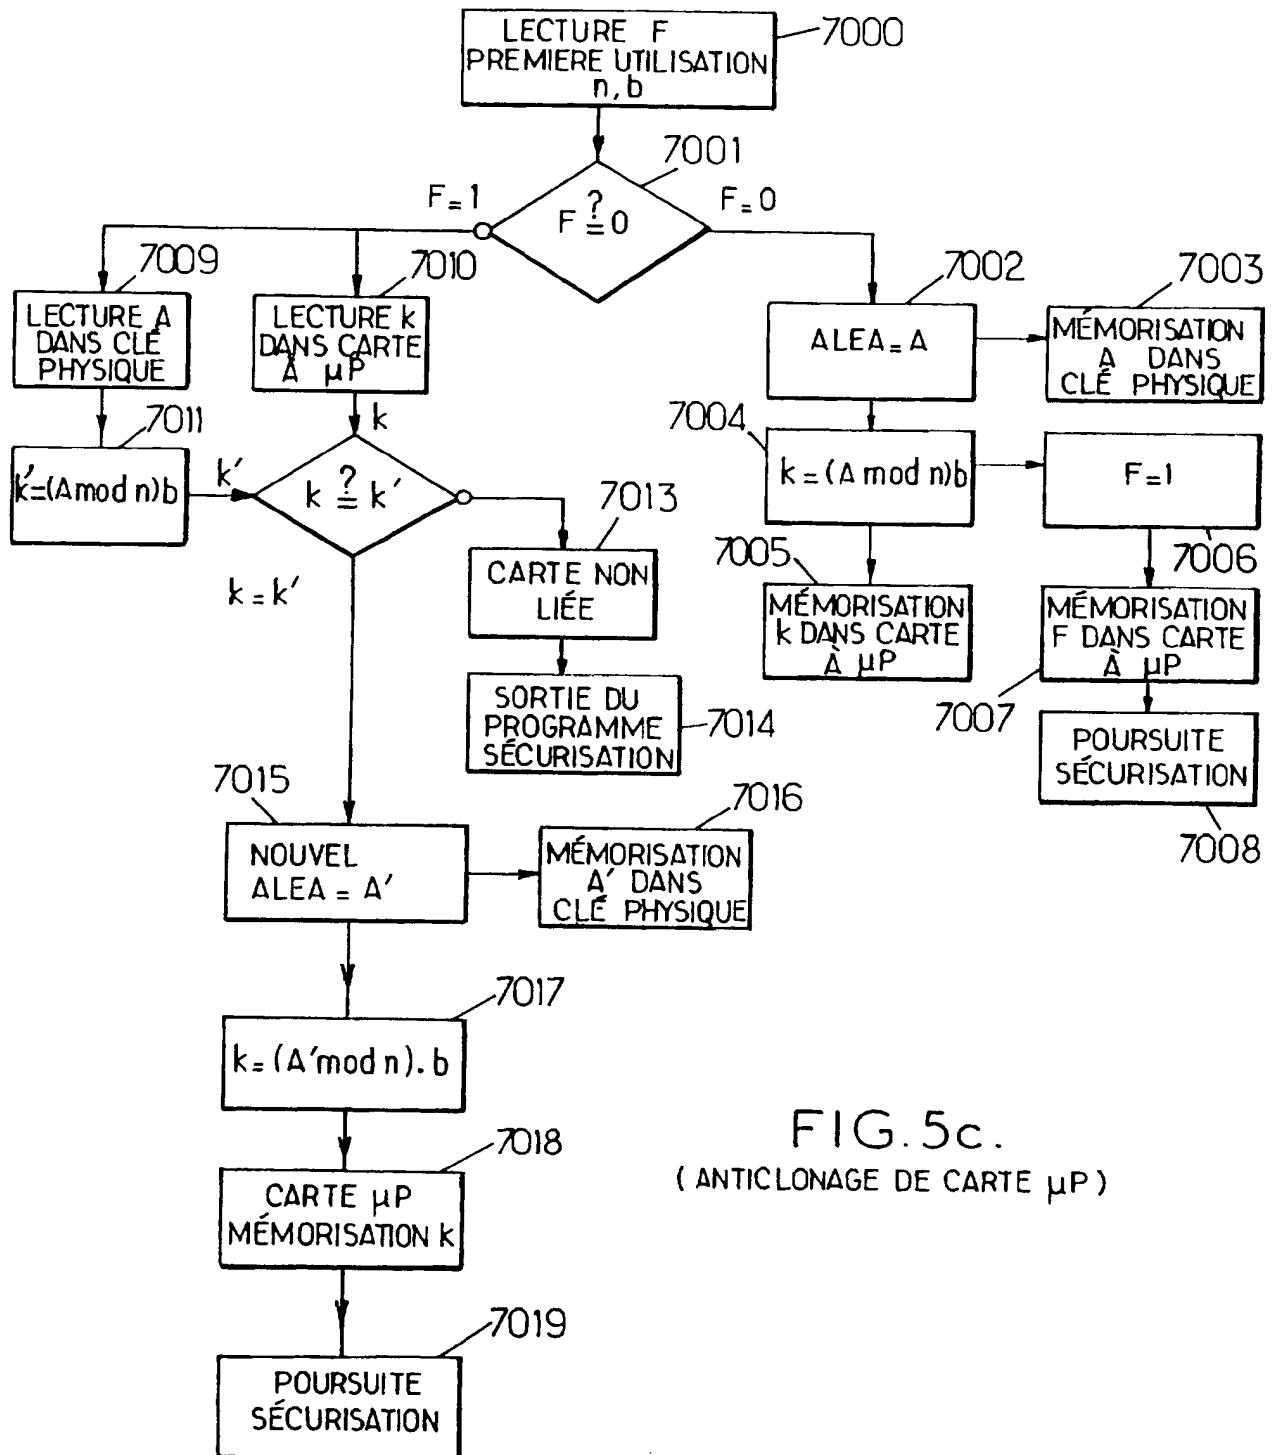 LECTURE F
PREMIERE UTILISATION
n, b
7000
7001
F=1
F ?= 0
F=0
7009
7010
7002
7003
LECTURE A
DANS CLÉ
PHYSIQUE
LECTURE k
DANS CARTE
À µP
ALEA = A
MÉMORISATION
A DANS
CLÉ PHYSIQUE
k
7011
7004
k'=(A mod n)b
k'
k ?= k'
k = (A mod n)b
F=1
7013
7005
7006
k = k'
CARTE NON
LIÉE
MÉMORISATION
k DANS CARTE
À µP
MÉMORISATION
F DANS CARTE
À µP
SORTIE DU
PROGRAMME
SÉCURISATION
7014
7007
POURSUITE
SÉCURISATION
7008
7015
7016
NOUVEL
ALEA = A'
MÉMORISATION
A' DANS
CLÉ PHYSIQUE
7017
k = (A' mod n). b
7018
CARTE µP
MÉMORISATION k
7019
POURSUITE
SÉCURISATION
FIG. 5c.
( ANTICLONAGE DE CARTE µP )